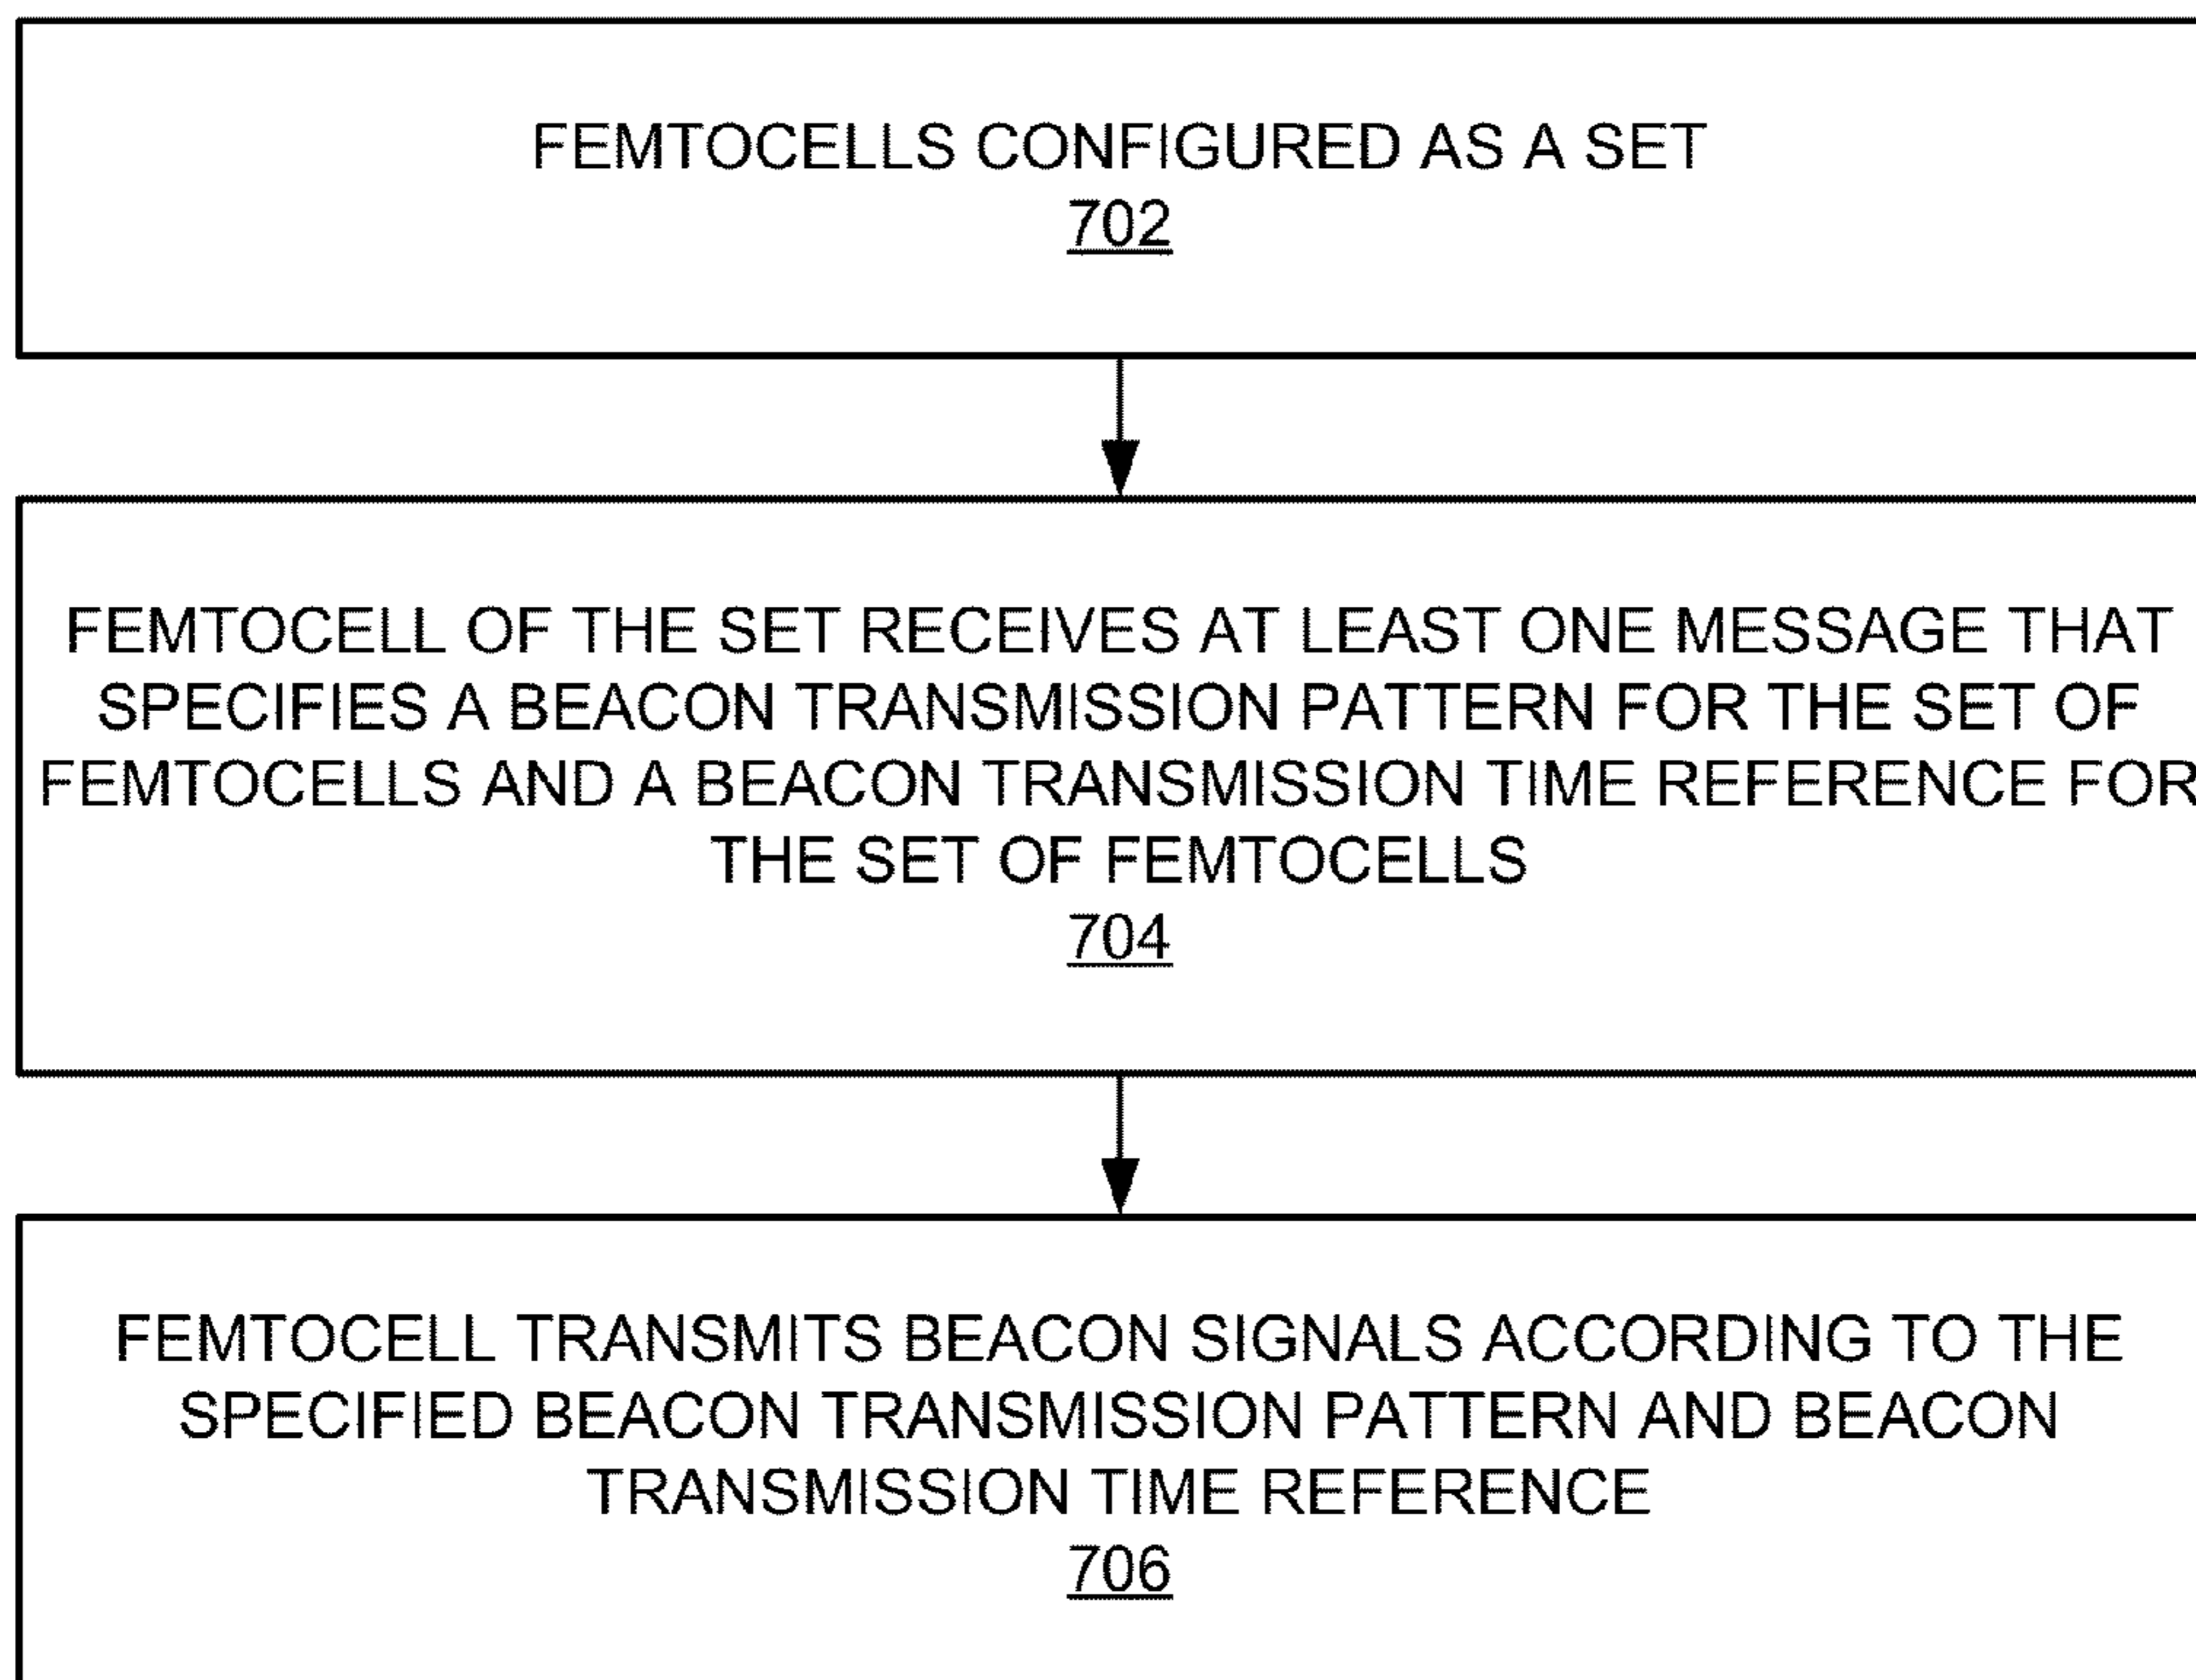 FEMTOCELLS CONFIGURED AS A SET
702
FEMTOCELL OF THE SET RECEIVES AT LEAST ONE MESSAGE THAT
SPECIFIES A BEACON TRANSMISSION PATTERN FOR THE SET OF
FEMTOCELLS AND A BEACON TRANSMISSION TIME REFERENCE FOR
THE SET OF FEMTOCELLS
704
FEMTOCELL TRANSMITS BEACON SIGNALS ACCORDING TO THE
SPECIFIED BEACON TRANSMISSION PATTERN AND BEACON
TRANSMISSION TIME REFERENCE
706